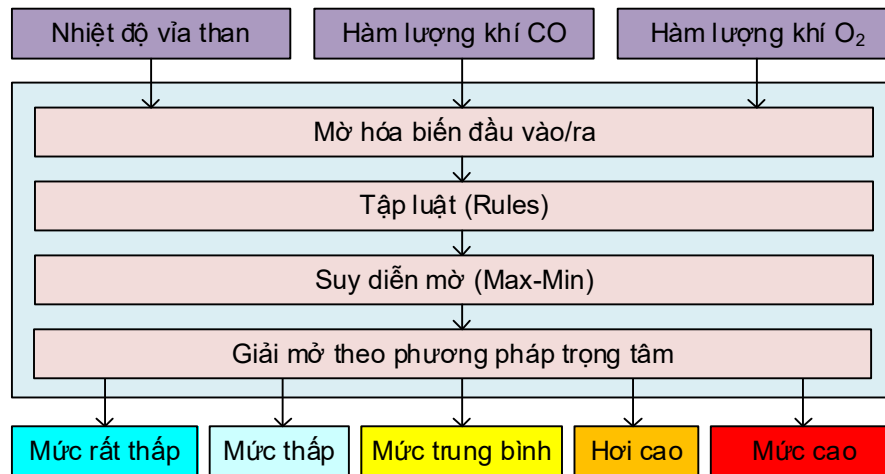 Nhiệt độ vỉa than
Hàm lượng khí CO
Hàm lượng khí O₂
Mờ hóa biến đầu vào/ra
Tập luật (Rules)
Suy diễn mờ (Max-Min)
Giải mở theo phương pháp trọng tâm
Mức rất thấp
Mức thấp
Mức trung bình
Hơi cao
Mức cao